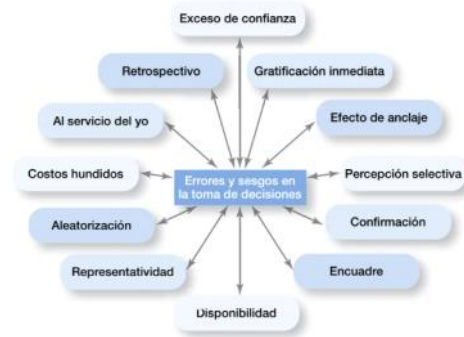 Exceso de confianza
Retrospectivo
Gratificación inmediata
Al servicio del yo
Efecto de anclaje
Costos hundidos
Errores y sesgos en
la toma de decisiones
Percepción selectiva
Aleatorización
Confirmación
Representatividad
Encuadre
Disponibilidad